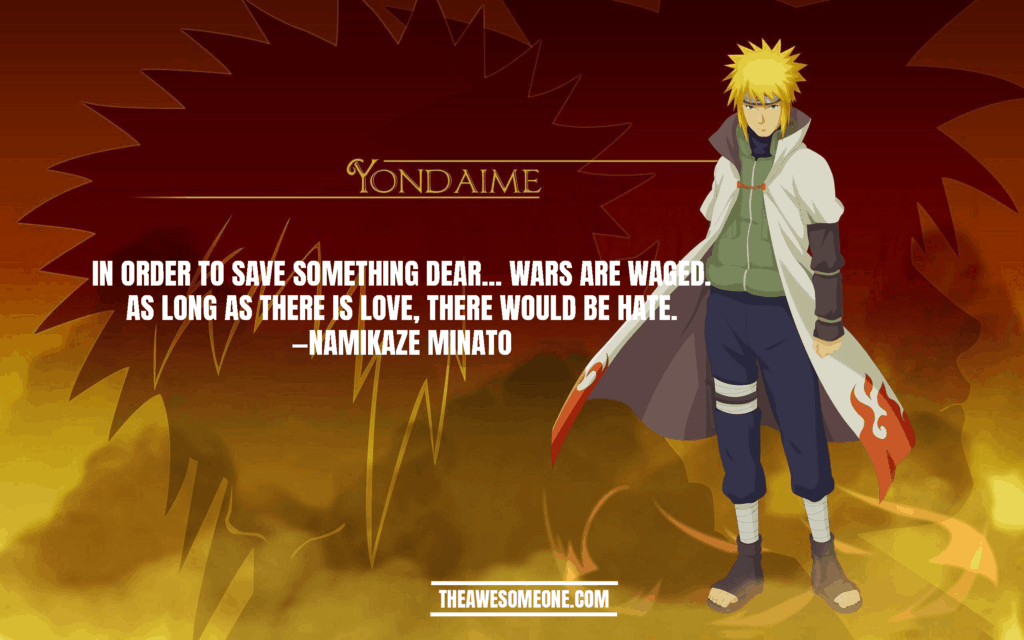 YONDAIME
IN ORDER TO SAVE SOMETHING DEAR... WARS ARE WAGED.
AS LONG AS THERE IS LOVE, THERE WOULD BE HATE.
–NAMIKAZE MINATO
THEAWESOMEONE.COM